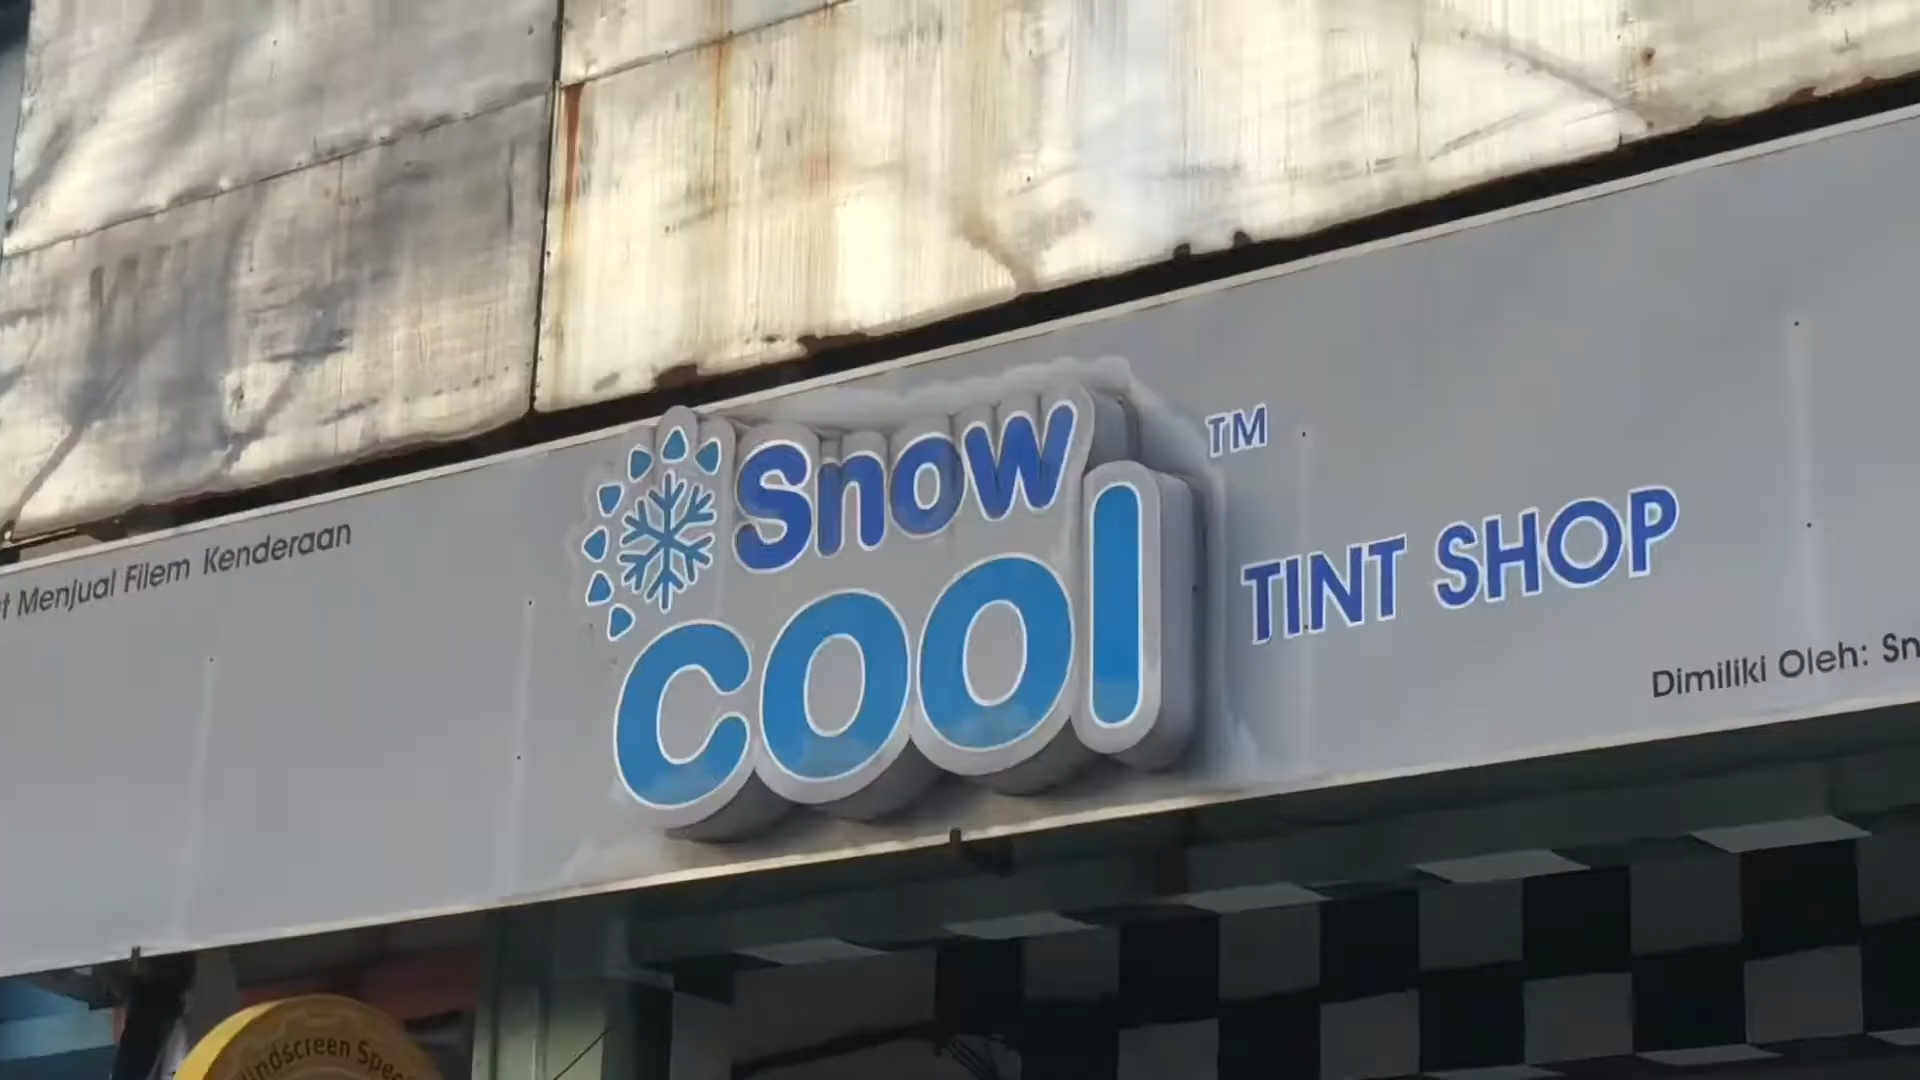 Menjual Filem Kenderaan
Snow
cool
TM
TINT SHOP
Dimiliki Oleh: